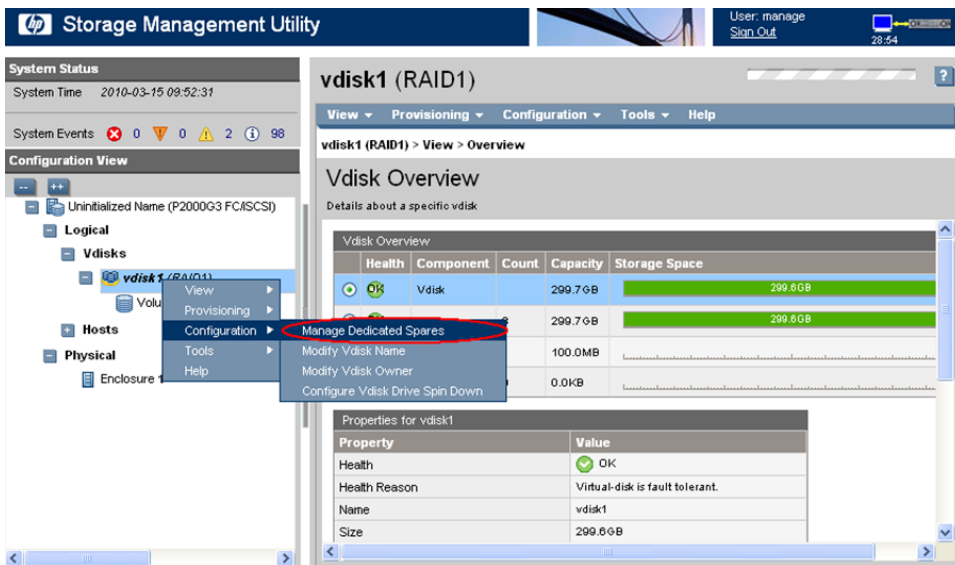 hp Storage Management Utility
User: manage
Sign Out
28:54
System Status
System Time 2010-03-15 09:52:31
System Events 0 0 2 98
Configuration View
-- ++
Uninitialized Name (P2000G3 FC/iSCSI)
Logical
Vdisks
vdisk1 (RAID1)
Volu
Hosts
Physical
Enclosure 1
View
Provisioning
Configuration
Tools
Help
Manage Dedicated Spares
Modify Vdisk Name
Modify Vdisk Owner
Configure Vdisk Drive Spin Down
vdisk1 (RAID1)
?
View Provisioning Configuration Tools Help
vdisk1 (RAID1) > View > Overview
Vdisk Overview
Details about a specific vdisk
Vdisk Overview
Health Component Count Capacity Storage Space
OK Vdisk 299.7GB 299.6GB
299.7GB 299.6GB
100.0MB
0.0KB
Properties for vdisk1
Property Value
Health OK
Health Reason Virtual-disk is fault tolerant.
Name vdisk1
Size 299.6GB